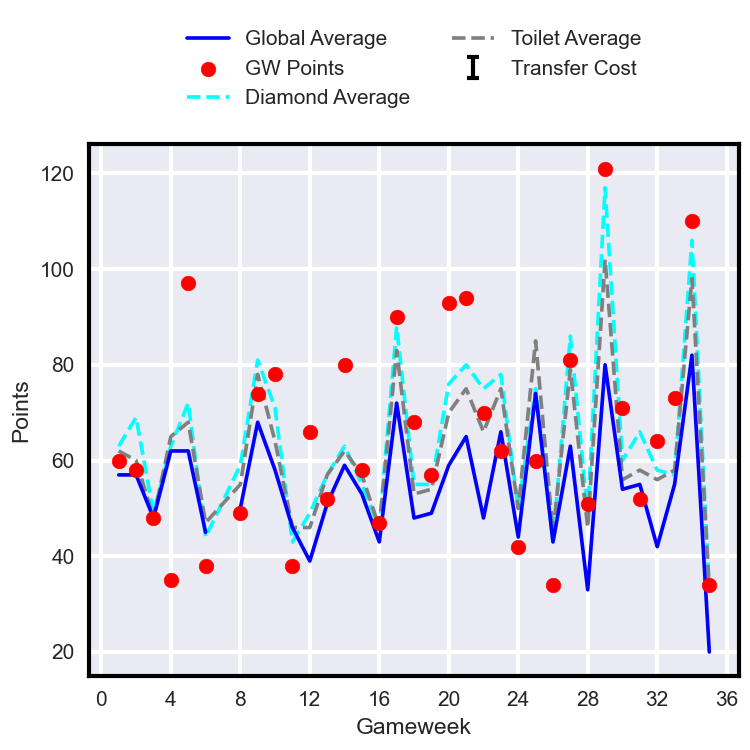 Global Average
GW Points
Diamond Average
Toilet Average
Transfer Cost
120
100
80
60
40
20
Points
0 4 8 12 16 20 24 28 32 36
Gameweek